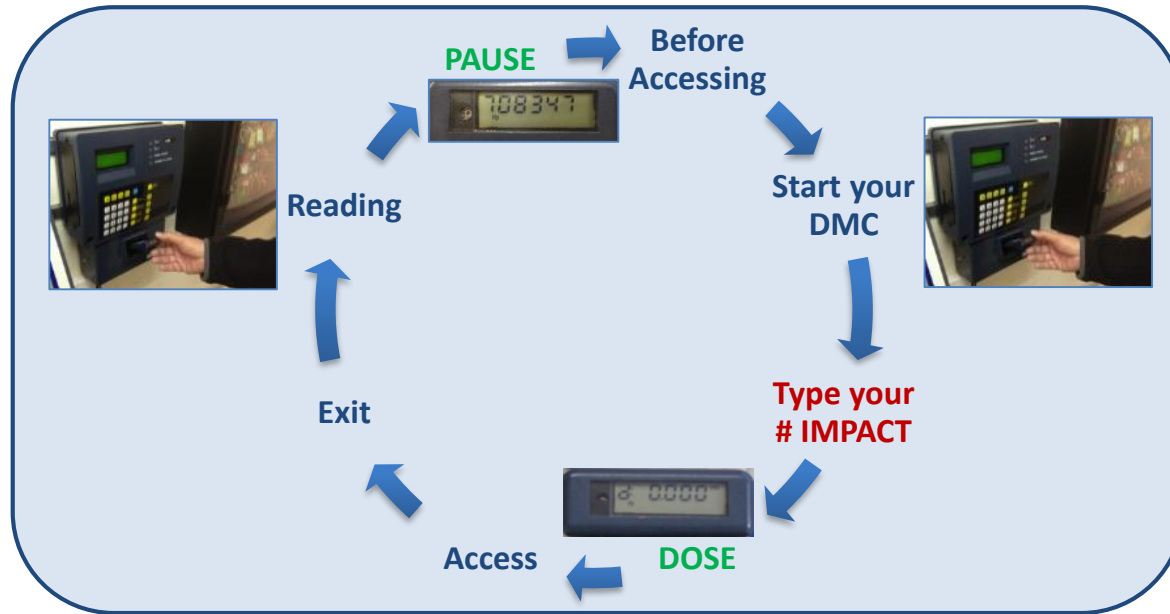 PAUSE
708347
Before
Accessing
Start your
DMC
Type your
# IMPACT
0.000
DOSE
Access
Exit
Reading